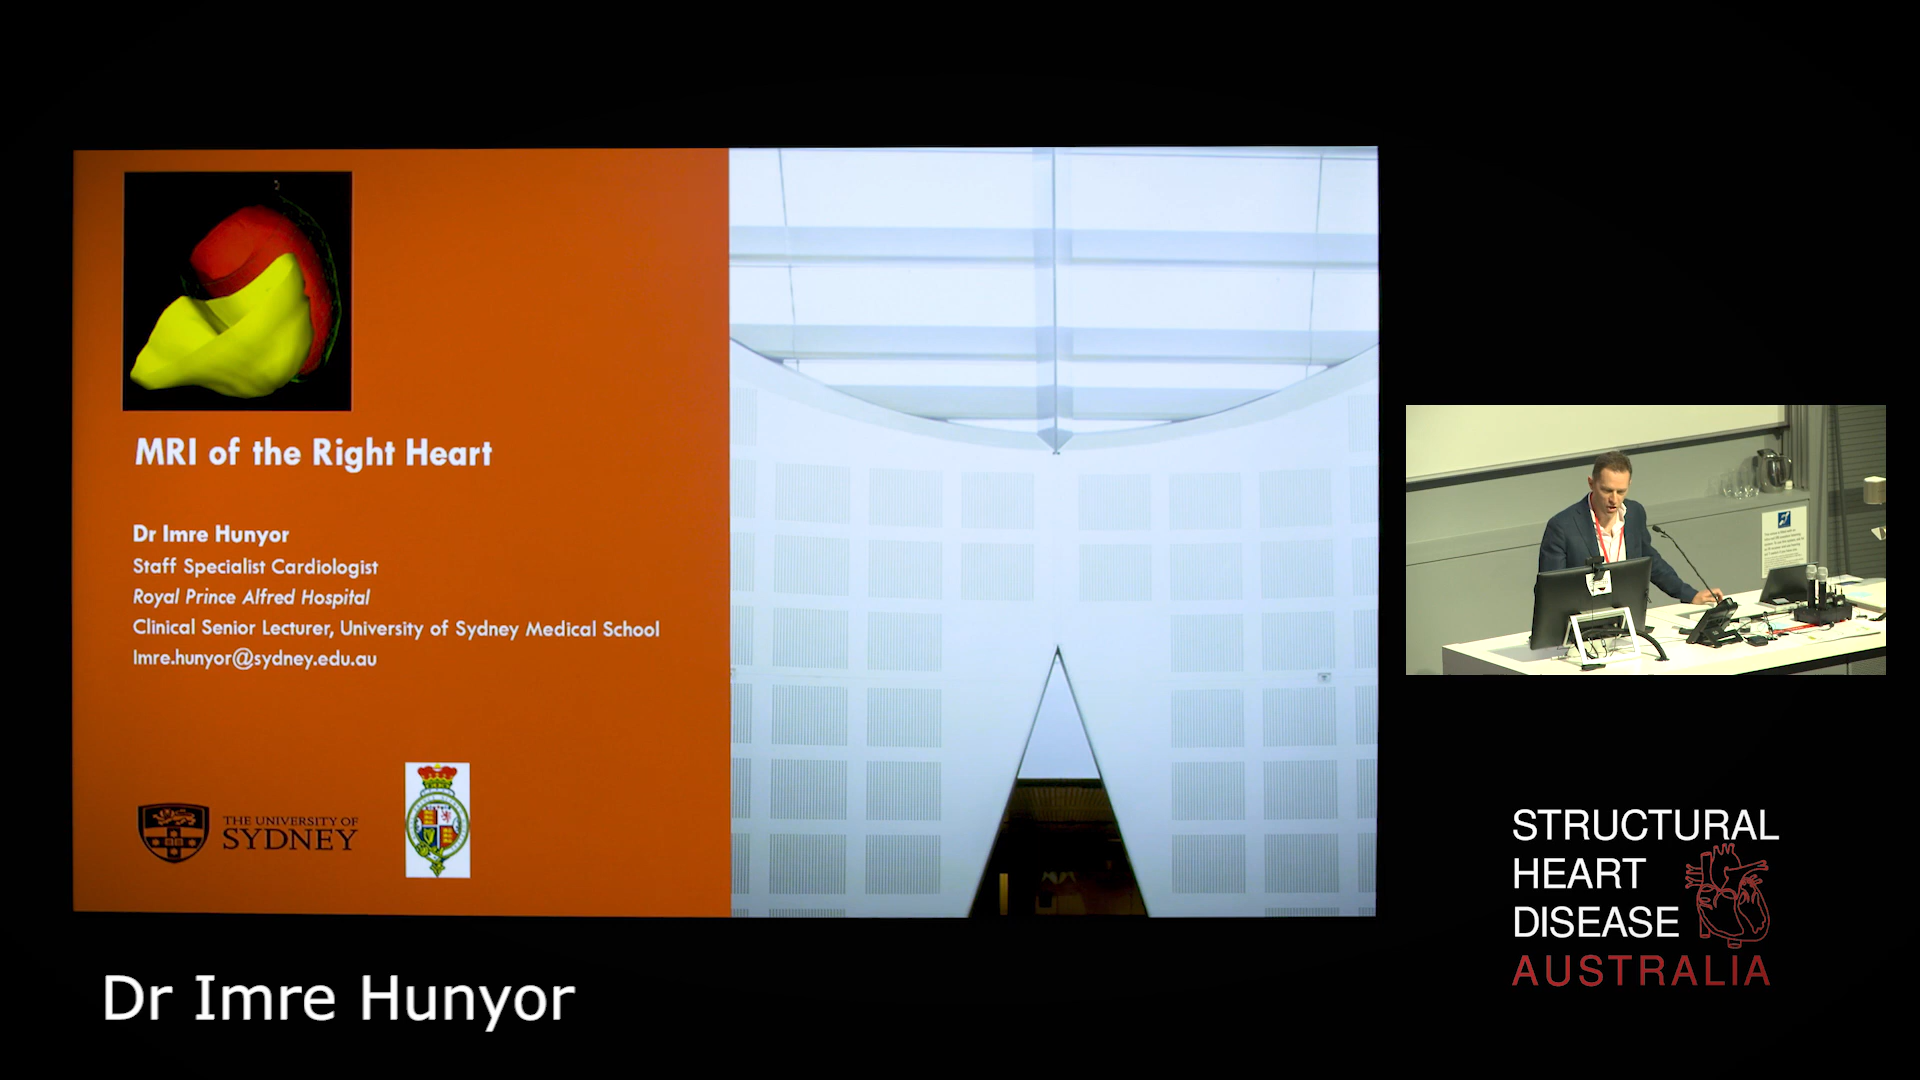 MRI of the Right Heart
Dr Imre Hunyor
Staff Specialist Cardiologist
Royal Prince Alfred Hospital
Clinical Senior Lecturer, University of Sydney Medical School
Imre.hunyor@sydney.edu.au
THE UNIVERSITY OF
SYDNEY
Dr Imre Hunyor
STRUCTURAL
HEART
DISEASE
AUSTRALIA